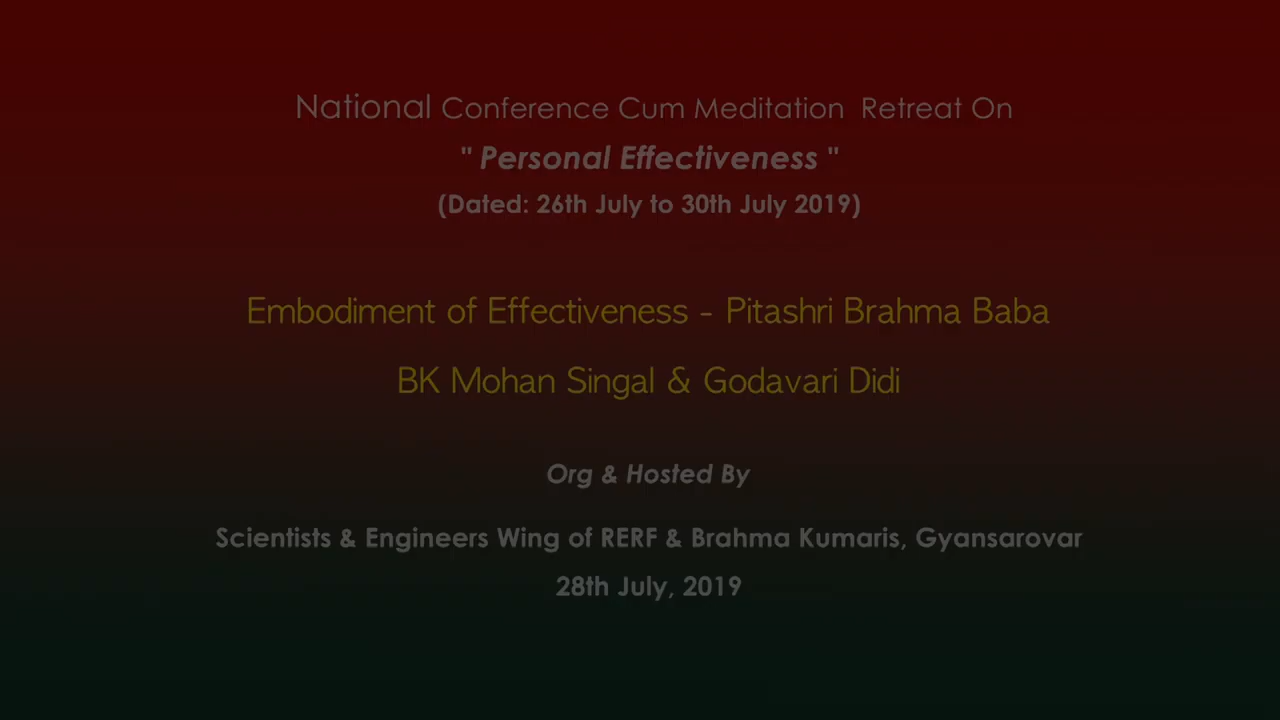 National Conference Cum Meditation Retreat On
" Personal Effectiveness "
(Dated: 26th July to 30th July 2019)
Embodiment of Effectiveness - Pitashri Brahma Baba
BK Mohan Singal & Godavari Didi
Org & Hosted By
Scientists & Engineers Wing of RERF & Brahma Kumaris, Gyansarovar
28th July, 2019